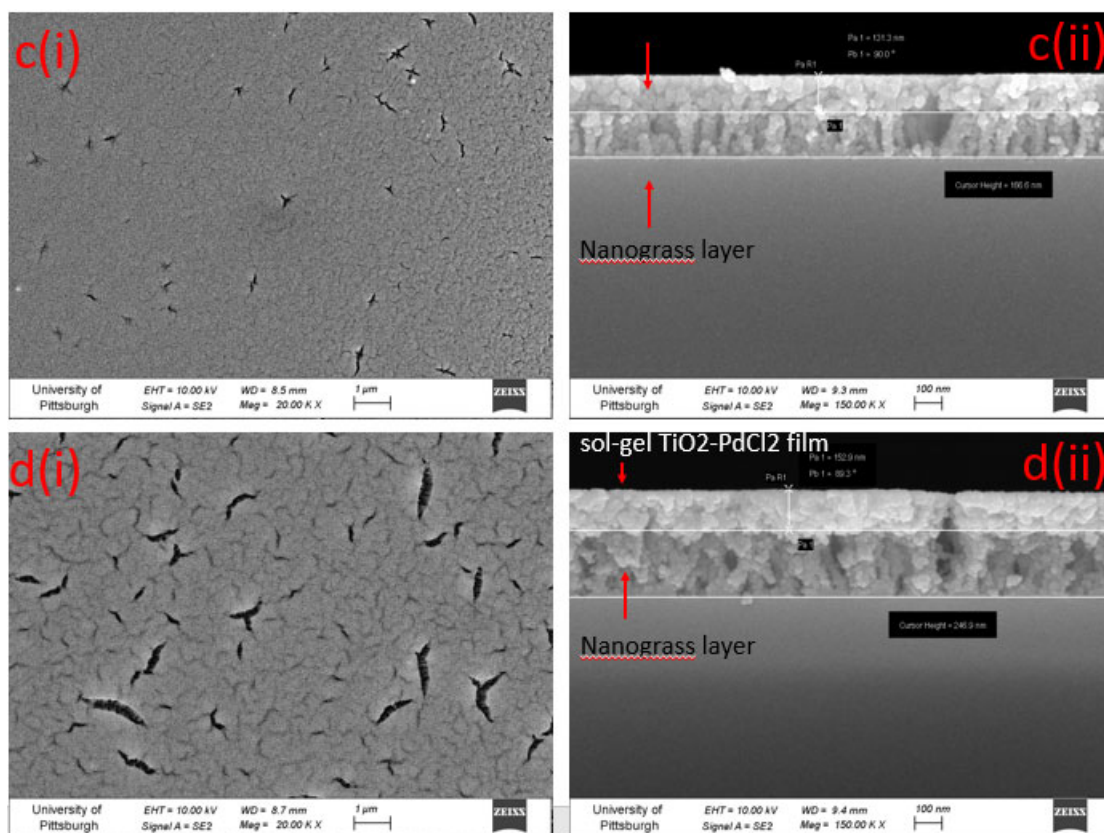 c(i)
University of
Pittsburgh
EHT = 10.00 kV WD = 8.5 mm
Signal A = SE2 Mag = 20.00 K X
1 µm
ZEISS
c(ii)
Pa 1 = 131.3 nm
Pb 1 = 90.0 °
Pa R1
Pa 1
Cursor Height = 166.6 nm
Nanograss layer
University of
Pittsburgh
EHT = 10.00 kV WD = 9.3 mm
Signal A = SE2 Mag = 150.00 K X
100 nm
ZEISS
d(i)
University of
Pittsburgh
EHT = 10.00 kV WD = 8.7 mm
Signal A = SE2 Mag = 20.00 K X
1 µm
ZEISS
sol-gel TiO2-PdCl2 film
d(ii)
Pa 1 = 152.9 nm
Pb 1 = 89.3 °
Pa R1
Pa 1
Cursor Height = 246.9 nm
Nanograss layer
University of
Pittsburgh
EHT = 10.00 kV WD = 9.4 mm
Signal A = SE2 Mag = 150.00 K X
100 nm
ZEISS